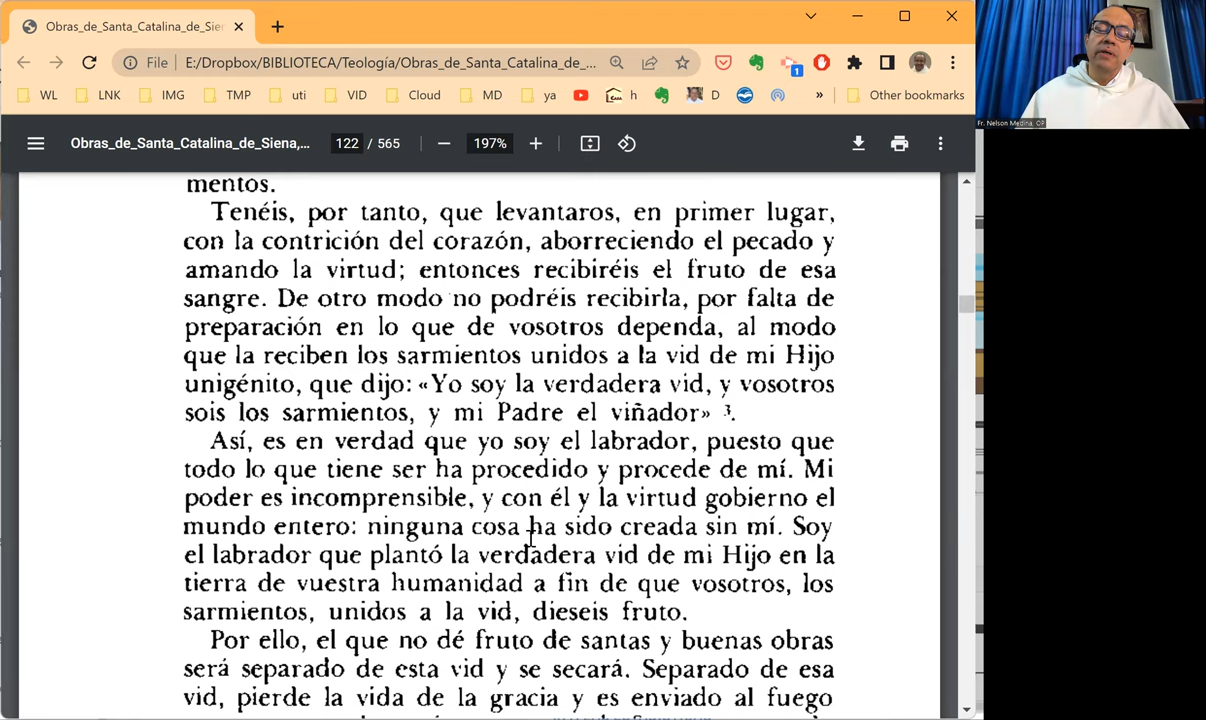 Obras_de_Santa_Catalina_de_Sie
File
E:/Dropbox/BIBLIOTECA/Teología/Obras_de_Santa_Catalina_de_...
1
WL LNK IMG TMP uti VID Cloud MD ya h D » Other bookmarks
Obras_de_Santa_Catalina_de_Siena,... 122 / 565 197%
Fr. Nelson Medina, OP
mentos.
Tenéis, por tanto, que levantaros, en primer lugar,
con la contrición del corazón, aborreciendo el pecado y
amando la virtud; entonces recibiréis el fruto de esa
sangre. De otro modo no podréis recibirla, por falta de
preparación en lo que de vosotros dependa, al modo
que la reciben los sarmientos unidos a la vid de mi Hijo
unigénito, que dijo: «Yo soy la verdadera vid, y vosotros
sois los sarmientos, y mi Padre el viñador» ³.
Así, es en verdad que yo soy el labrador, puesto que
todo lo que tiene ser ha procedido y procede de mí. Mi
poder es incomprensible, y con él y la virtud gobierno el
mundo entero: ninguna cosa ha sido creada sin mí. Soy
el labrador que plantó la verdadera vid de mi Hijo en la
tierra de vuestra humanidad a fin de que vosotros, los
sarmientos, unidos a la vid, dieseis fruto.
Por ello, el que no dé fruto de santas y buenas obras
será separado de esta vid y se secará. Separado de esa
vid, pierde la vida de la gracia y es enviado al fuego